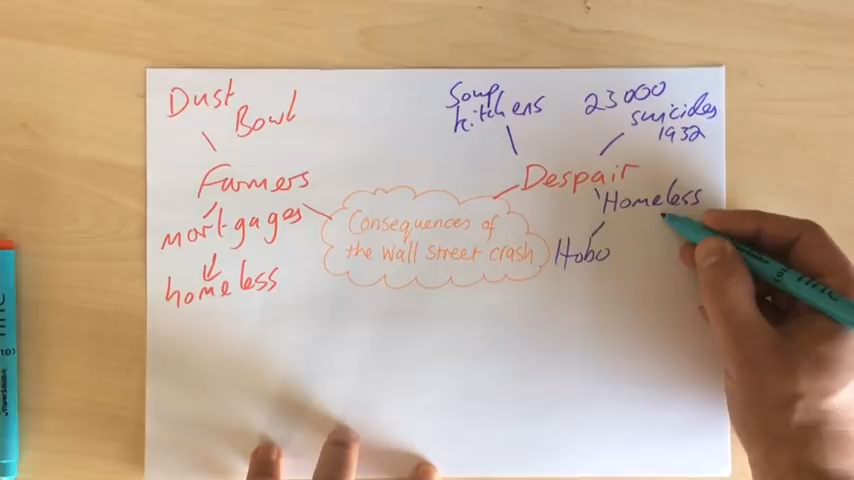 Dust
Bowl
Farmers
mortgages
homeless
Consequences of
the Wall Street crash
Soup
kitchens
23000
suicides
1932
Despair
Homeless
Hobo